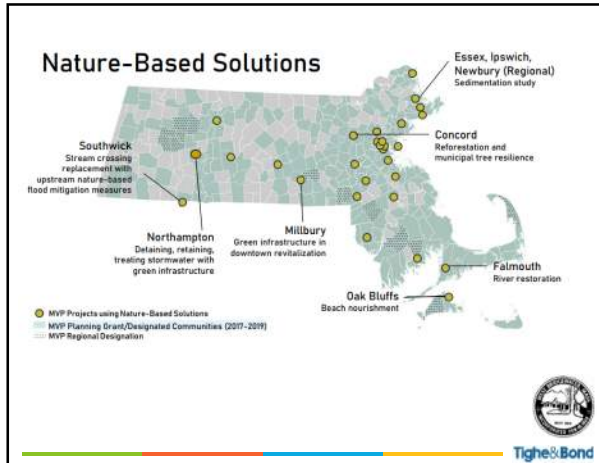 Nature-Based Solutions
Essex, Ipswich,
Newbury (Regional)
Sedimentation study
Concord
Reforestation and
municipal tree resilience
Southwick
Stream crossing
replacement with
upstream nature-based
flood mitigation measures
Northampton
Detaining, retaining,
treating stormwater with
green infrastructure
Millbury
Green infrastructure in
downtown revitalization
Falmouth
River restoration
Oak Bluffs
Beach nourishment
MVP Projects using Nature-Based Solutions
MVP Planning Grant/Designated Communities (2017-2019)
MVP Regional Designation
Tighe&Bond